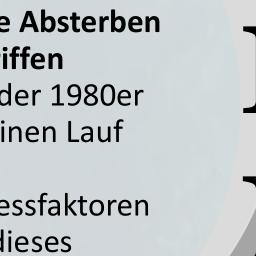 e Absterben
iffen
der 1980er
inen Lauf
essfaktoren
dieses